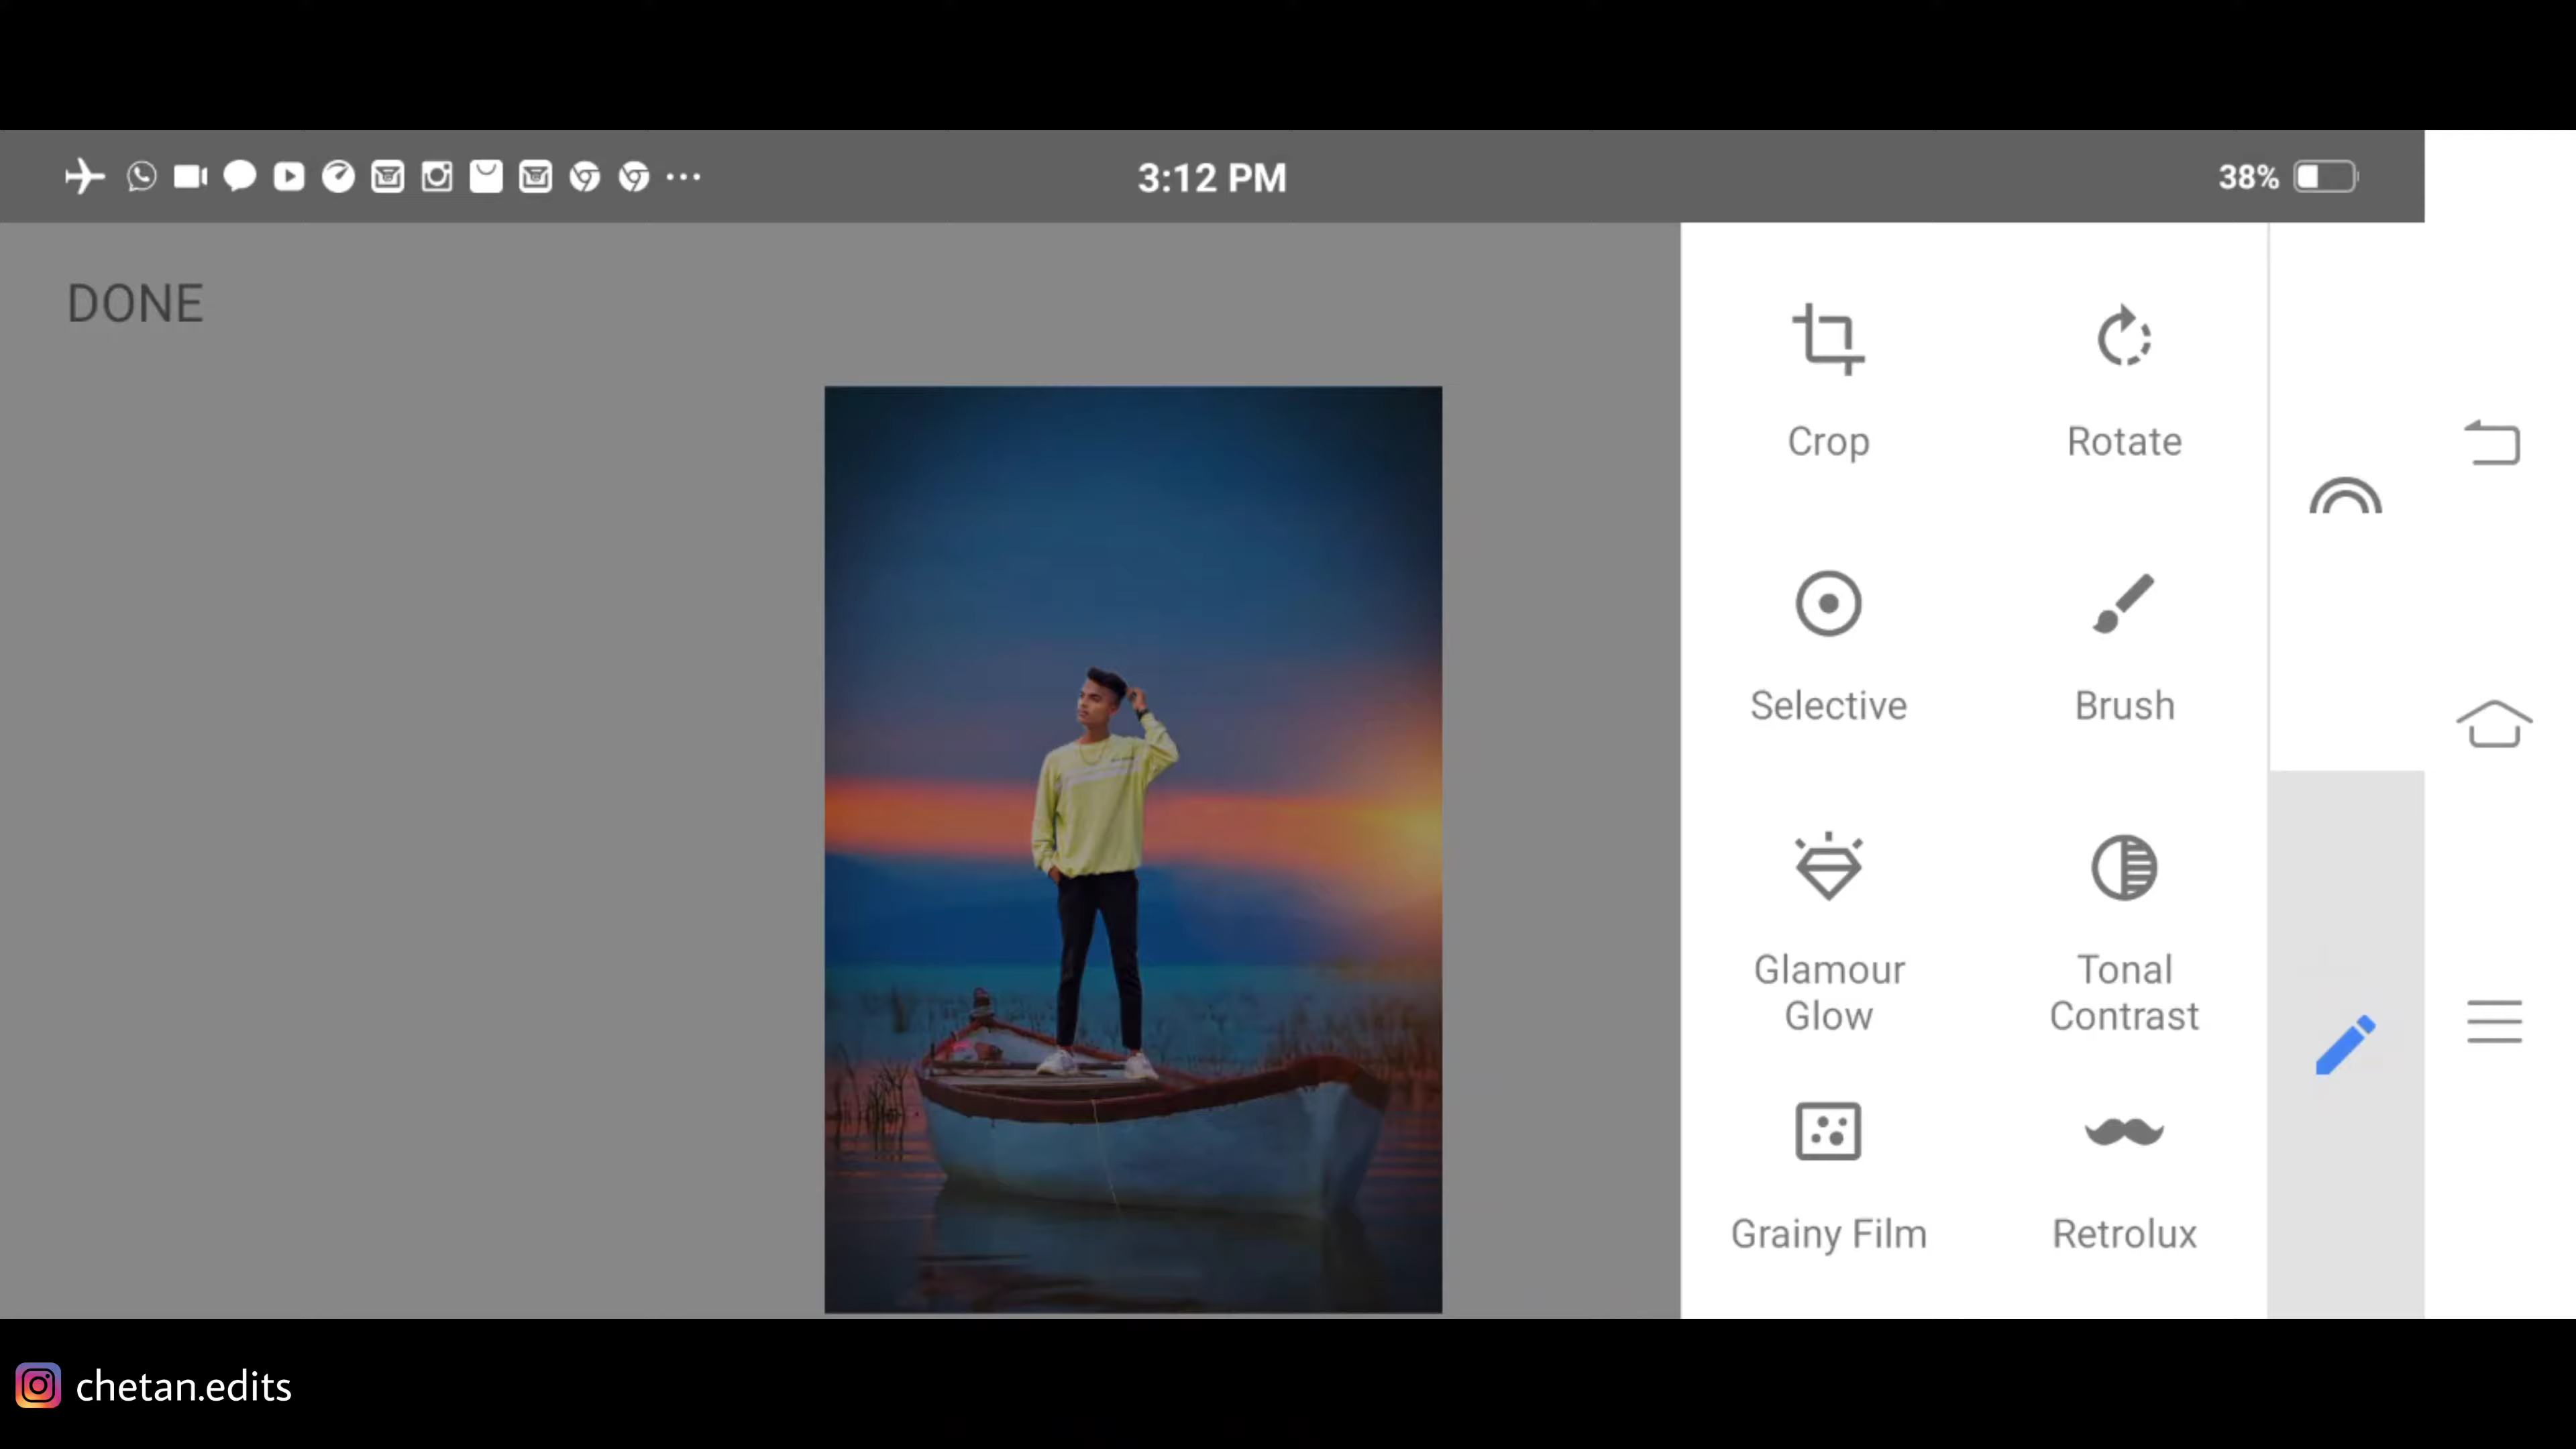 3:12 PM
38%
DONE
Crop
Rotate
Selective
Brush
Glamour
Glow
Tonal
Contrast
Grainy Film
Retrolux
chetan.edits